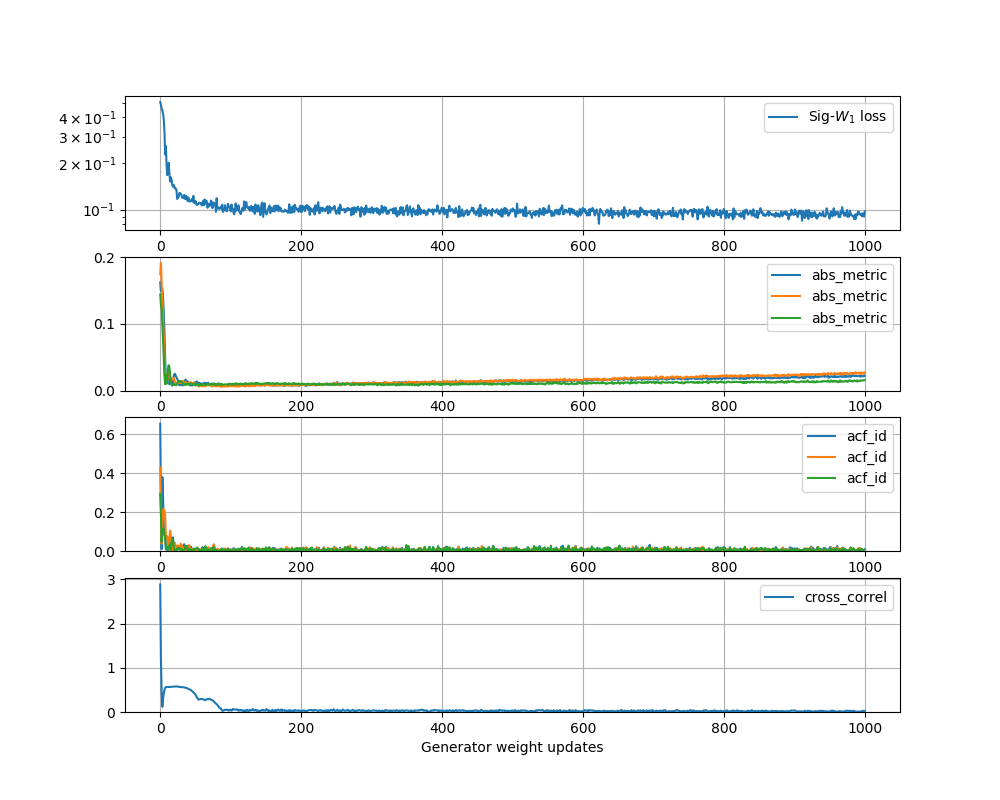 4 × 10⁻¹
3 × 10⁻¹
2 × 10⁻¹
10⁻¹
Sig-W₁ loss
0 200 400 600 800 1000
0.2
0.1
0.0
abs_metric
abs_metric
abs_metric
0 200 400 600 800 1000
0.6
0.4
0.2
0.0
acf_id
acf_id
acf_id
0 200 400 600 800 1000
3
2
1
0
cross_correl
0 200 400 600 800 1000
Generator weight updates